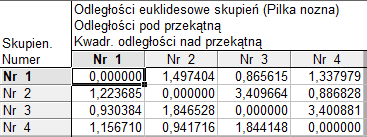 Odległości euklidesowe skupień (Pilka nozna)
Odległości pod przekątną
Skupien. Kwadr. odległości nad przekątną
Numer Nr 1 Nr 2 Nr 3 Nr 4
Nr 1 0,000000 1,497404 0,865615 1,337979
Nr 2 1,223685 0,000000 3,409664 0,886828
Nr 3 0,930384 1,846528 0,000000 3,400881
Nr 4 1,156710 0,941716 1,844148 0,000000